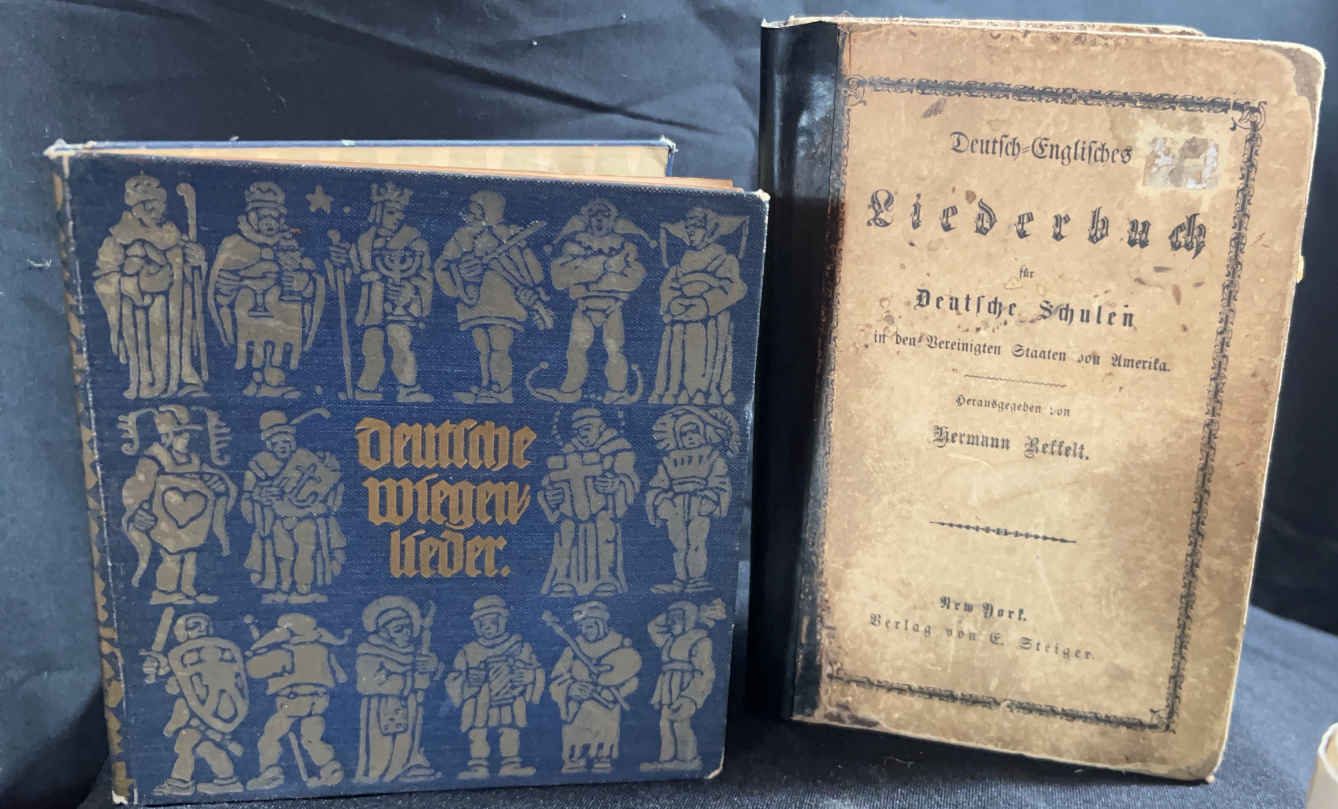 deutsche
wiegen
lieder.
Deutsch-Englisches
Liederbuch
für
Deutsche Schulen
in den Vereinigten Staaten von Amerika.
Herausgegeben von
Hermann Reffelt.
New York.
Verlag von E. Steiger.